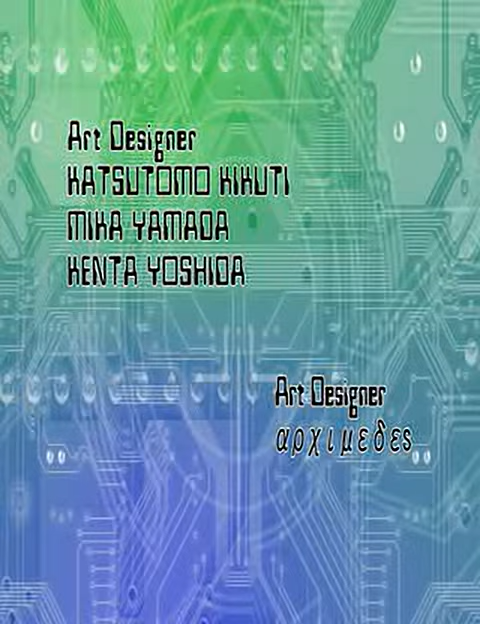 Art Designer
KATSUTOMO KIKUTI
MIKA YAMADA
KENTA YOSHIDA
Art Designer
αρχιμεδες